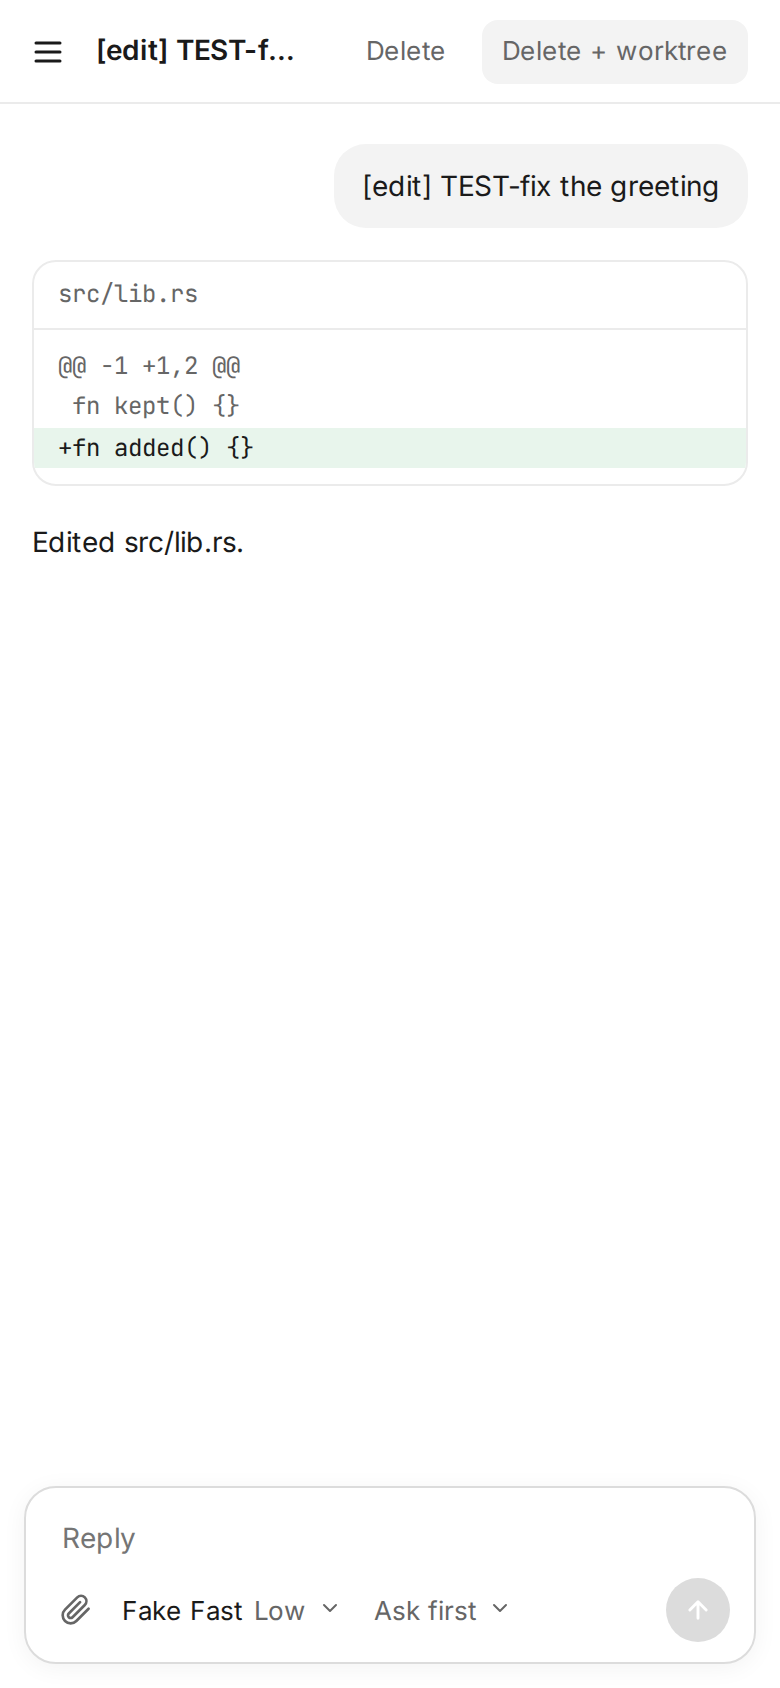 [edit] TEST-f...
Delete
Delete + worktree
[edit] TEST-fix the greeting
src/lib.rs
@@ -1 +1,2 @@
 fn kept() {}
+fn added() {}
Edited src/lib.rs.
Reply
Fake Fast Low
Ask first